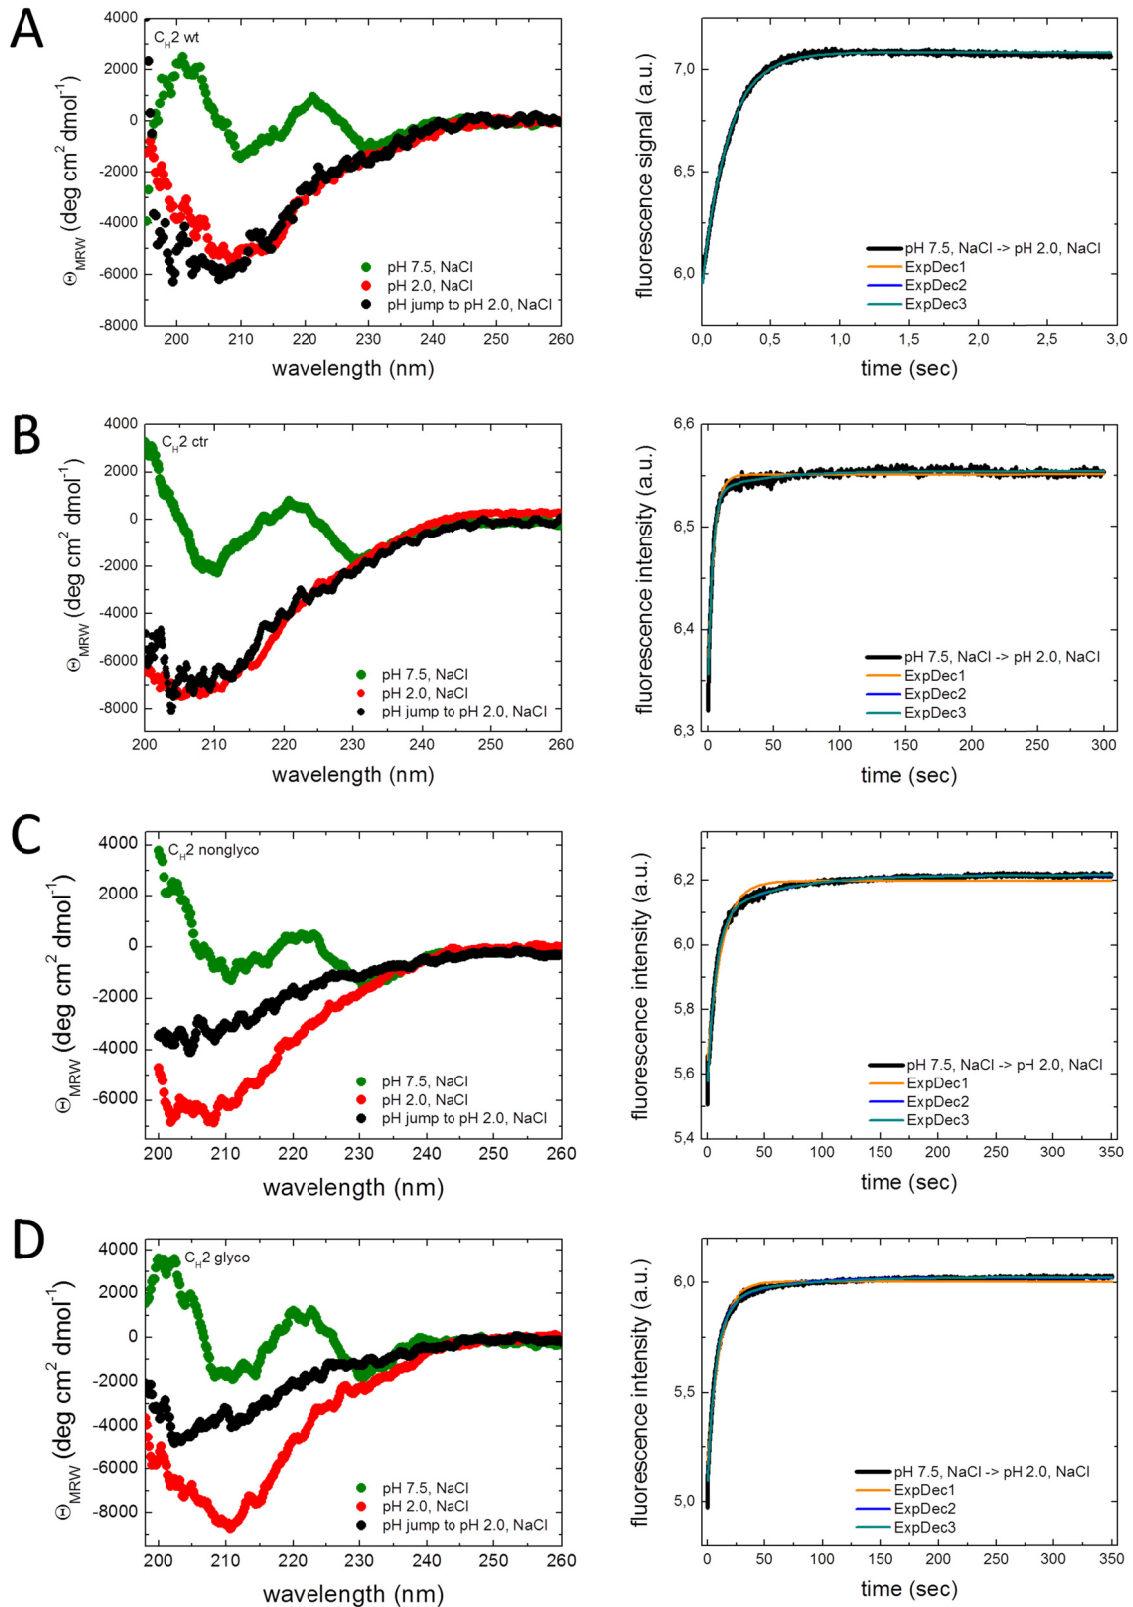 A
C_H2 wt
4000
2000
0
-2000
-4000
-6000
-8000
Θ_MRW (deg cm² dmol⁻¹)
pH 7.5, NaCl
pH 2.0, NaCl
pH jump to pH 2.0, NaCl
200 210 220 230 240 250 260
wavelength (nm)
7,0
6,5
6,0
fluorescence signal (a.u.)
pH 7.5, NaCl -> pH 2.0, NaCl
ExpDec1
ExpDec2
ExpDec3
0,0 0,5 1,0 1,5 2,0 2,5 3,0
time (sec)
B
C_H2 ctr
4000
2000
0
-2000
-4000
-6000
-8000
Θ_MRW (deg cm² dmol⁻¹)
pH 7.5, NaCl
pH 2.0, NaCl
pH jump to pH 2.0, NaCl
200 210 220 230 240 250 260
wavelength (nm)
6,6
6,5
6,4
6,3
fluorescence intensity (a.u.)
pH 7.5, NaCl -> pH 2.0, NaCl
ExpDec1
ExpDec2
ExpDec3
0 50 100 150 200 250 300
time (sec)
C
C_H2 nonglyco
4000
2000
0
-2000
-4000
-6000
Θ_MRW (deg cm² dmol⁻¹)
pH 7.5, NaCl
pH 2.0, NaCl
pH jump to pH 2.0, NaCl
200 210 220 230 240 250 260
wavelength (nm)
6,2
6,0
5,8
5,6
5,4
fluorescence intensity (a.u.)
pH 7.5, NaCl -> pH 2.0, NaCl
ExpDec1
ExpDec2
ExpDec3
0 50 100 150 200 250 300 350
time (sec)
D
C_H2 glyco
4000
2000
0
-2000
-4000
-6000
-8000
Θ_MRW (deg cm² dmol⁻¹)
pH 7.5, NaCl
pH 2.0, NaCl
pH jump to pH 2.0, NaCl
200 210 220 230 240 250 260
wavelength (nm)
6,0
5,5
5,0
fluorescence intensity (a.u.)
pH 7.5, NaCl -> pH 2.0, NaCl
ExpDec1
ExpDec2
ExpDec3
0 50 100 150 200 250 300 350
time (sec)